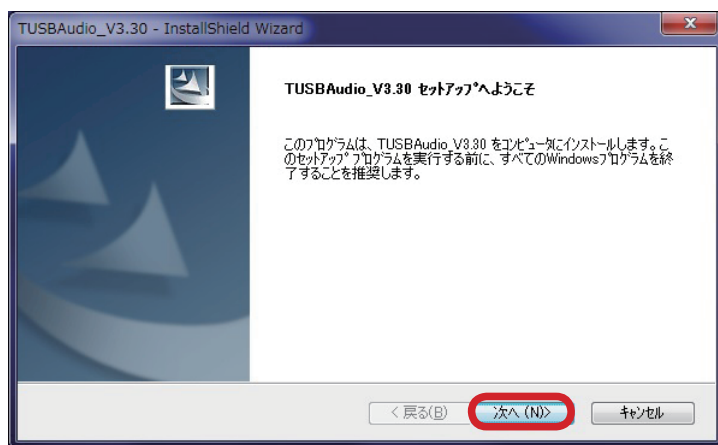 TUSBAudio_V3.30 - InstallShield Wizard
TUSBAudio_V3.30 ｾｯﾄｱｯﾌﾟへようこそ
このﾌﾟﾛｸﾞﾗﾑは、TUSBAudio_V3.30 をｺﾝﾋﾟｭｰﾀにｲﾝｽﾄｰﾙします。こ
のｾｯﾄｱｯﾌﾟ ﾌﾟﾛｸﾞﾗﾑを実行する前に、すべてのWindowsﾌﾟﾛｸﾞﾗﾑを終
了することを推奨します。
< 戻る(B) 次へ (N)> ｷｬﾝｾﾙ